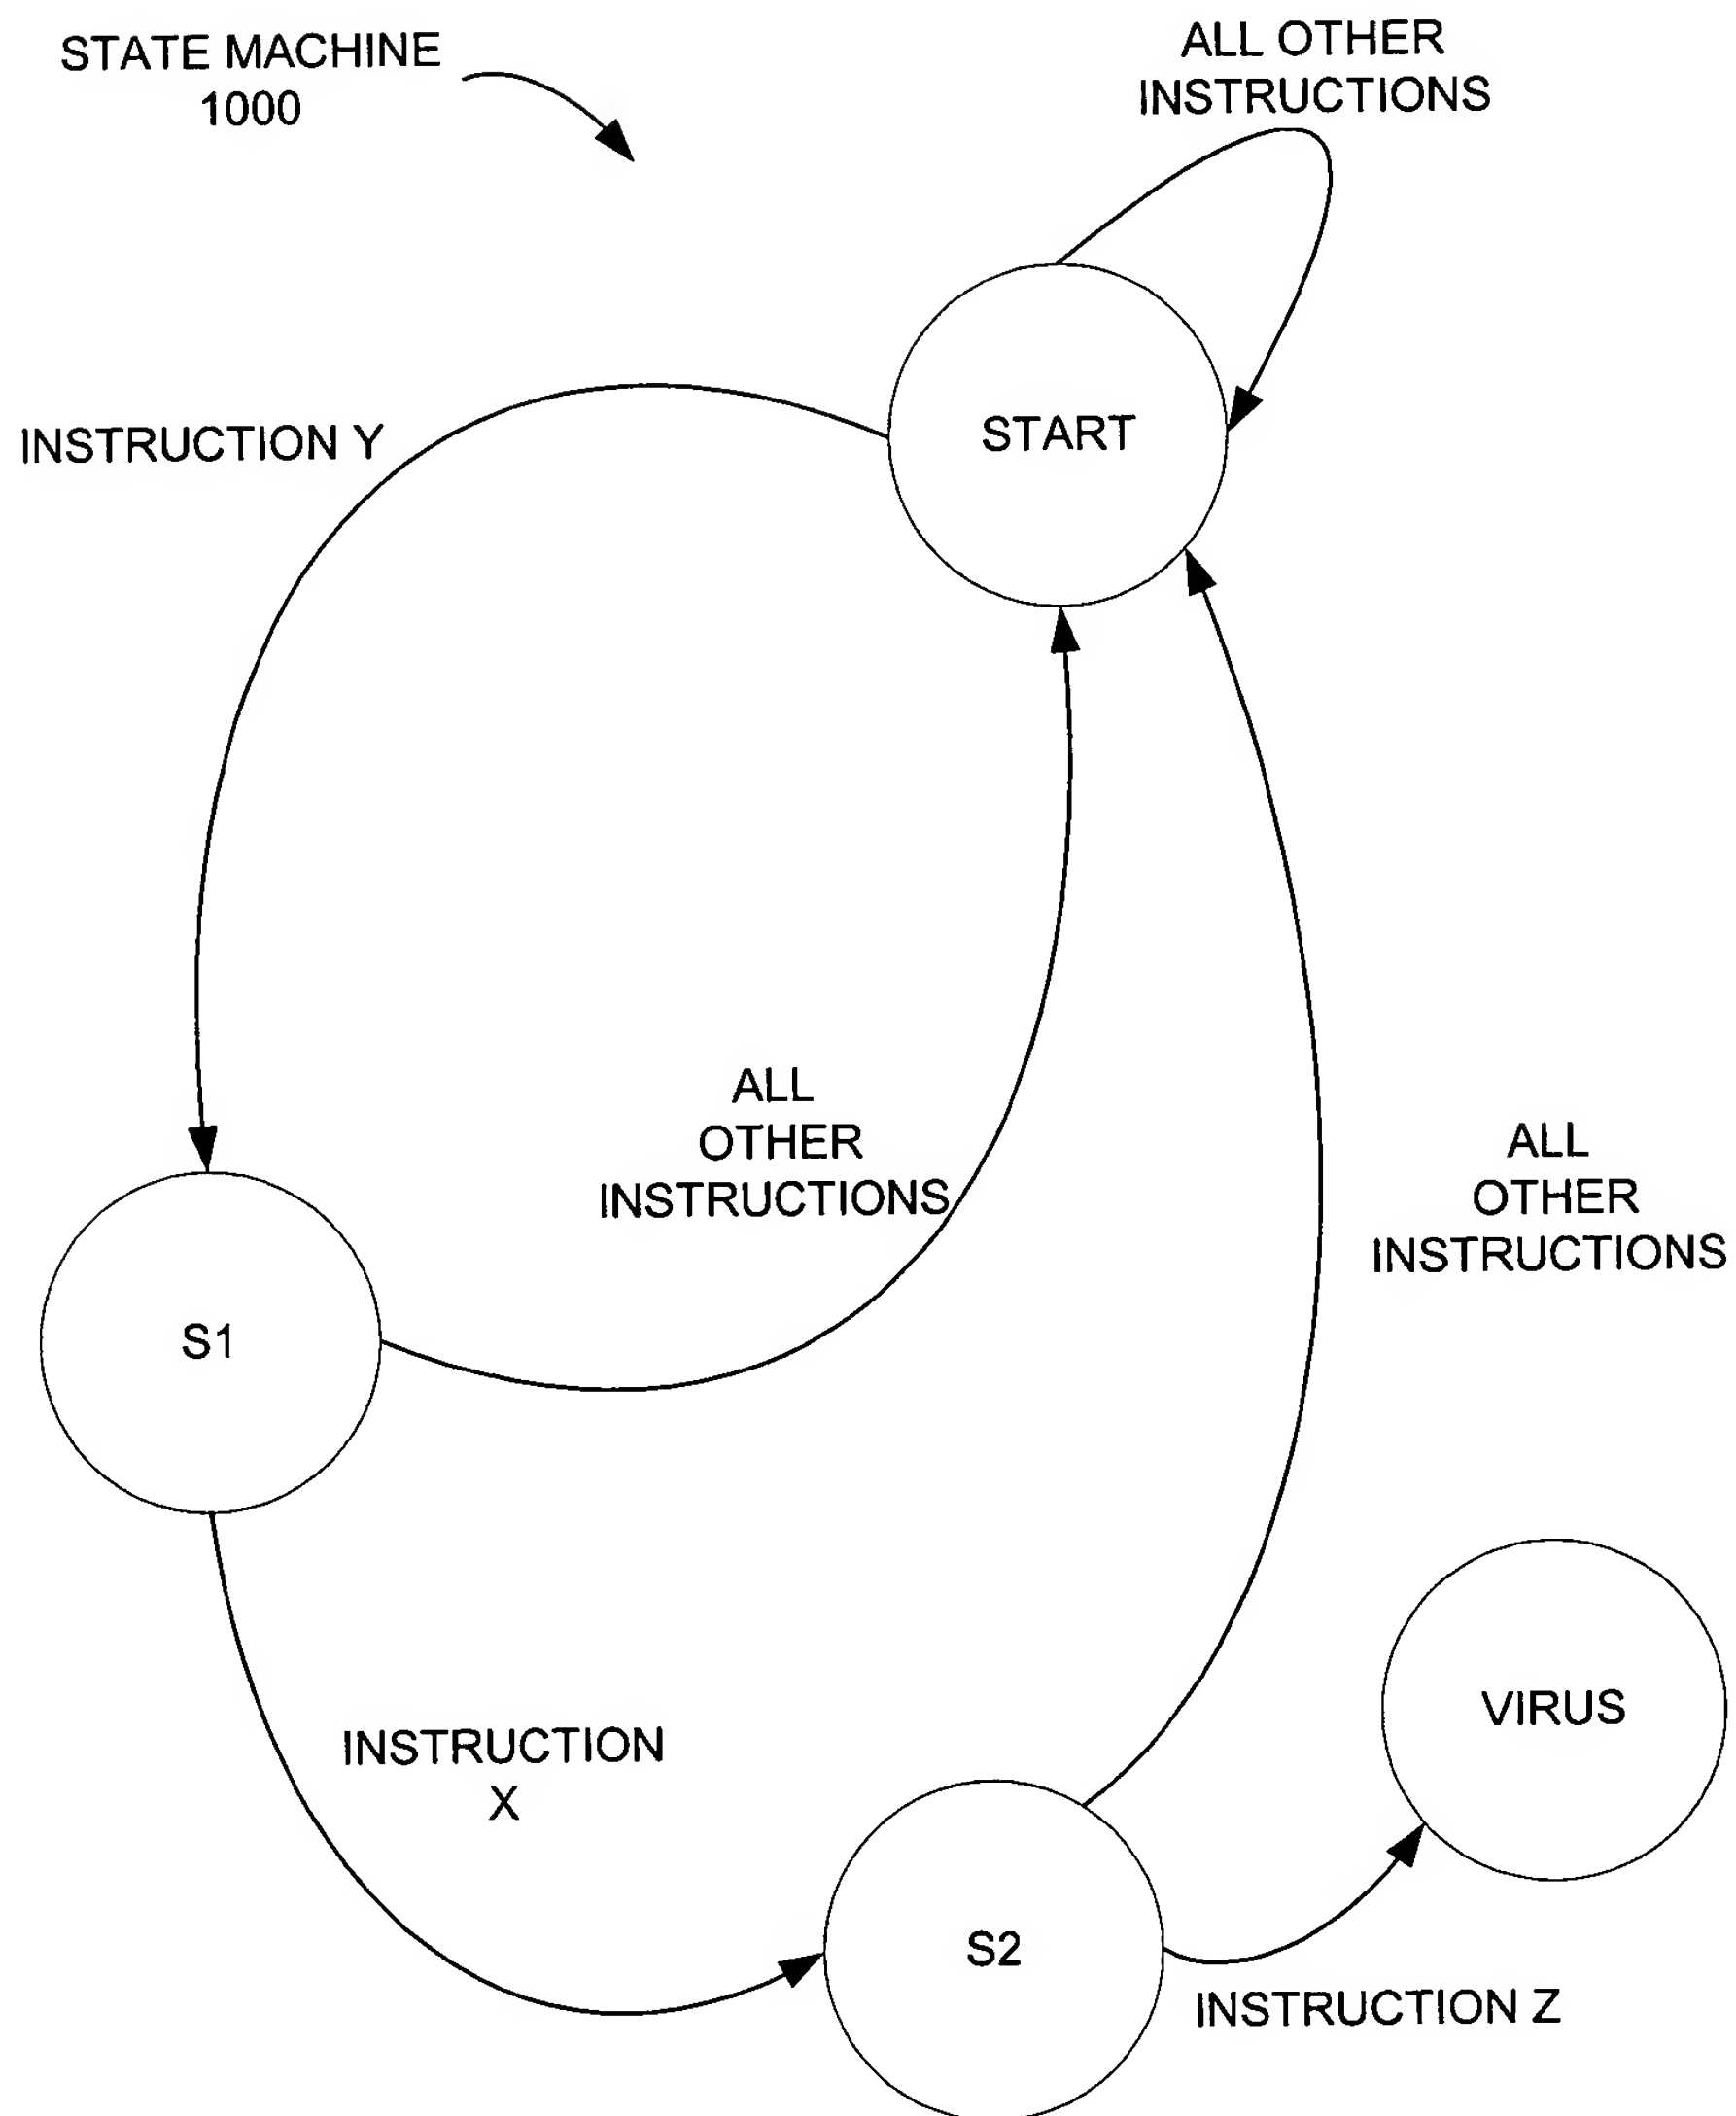 STATE MACHINE
1000
ALL OTHER
INSTRUCTIONS
START
INSTRUCTION Y
ALL
OTHER
INSTRUCTIONS
ALL
OTHER
INSTRUCTIONS
S1
INSTRUCTION
X
VIRUS
S2
INSTRUCTION Z